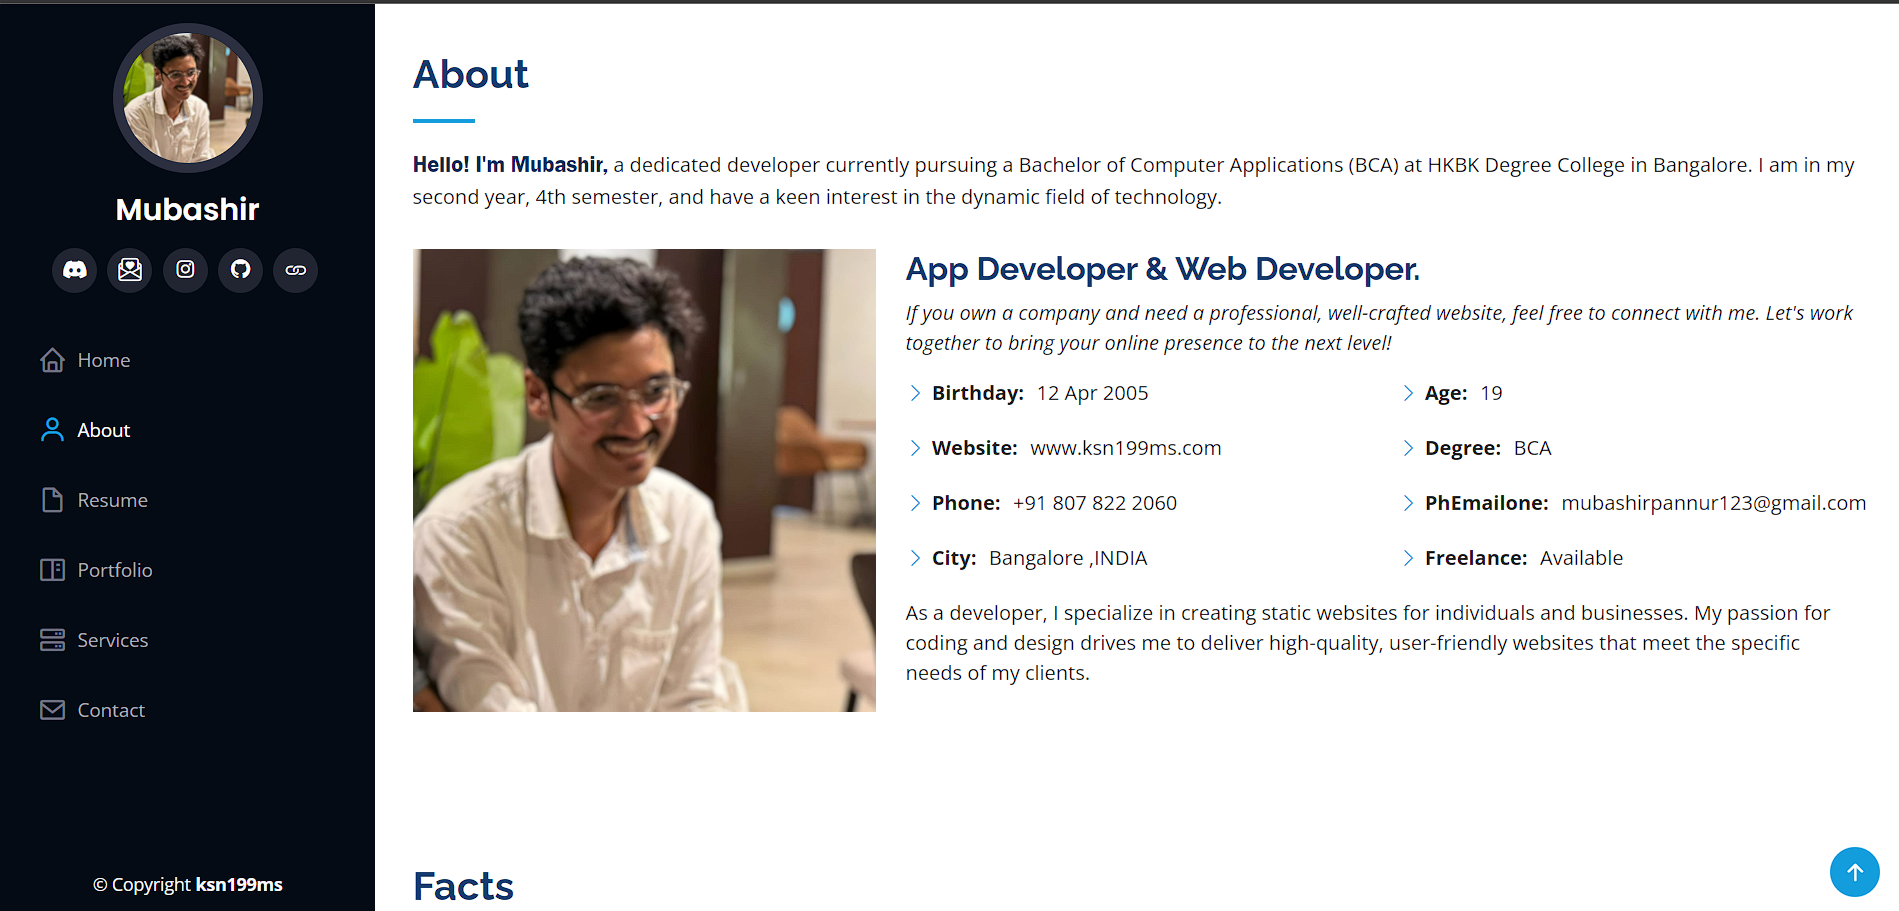 Mubashir
Home
About
Resume
Portfolio
Services
Contact
© Copyright ksn199ms
About
Hello! I'm Mubashir, a dedicated developer currently pursuing a Bachelor of Computer Applications (BCA) at HKBK Degree College in Bangalore. I am in my
second year, 4th semester, and have a keen interest in the dynamic field of technology.
App Developer & Web Developer.
If you own a company and need a professional, well-crafted website, feel free to connect with me. Let's work
together to bring your online presence to the next level!
Birthday: 12 Apr 2005
Age: 19
Website: www.ksn199ms.com
Degree: BCA
Phone: +91 807 822 2060
PhEmailone: mubashirpannur123@gmail.com
City: Bangalore ,INDIA
Freelance: Available
As a developer, I specialize in creating static websites for individuals and businesses. My passion for
coding and design drives me to deliver high-quality, user-friendly websites that meet the specific
needs of my clients.
Facts